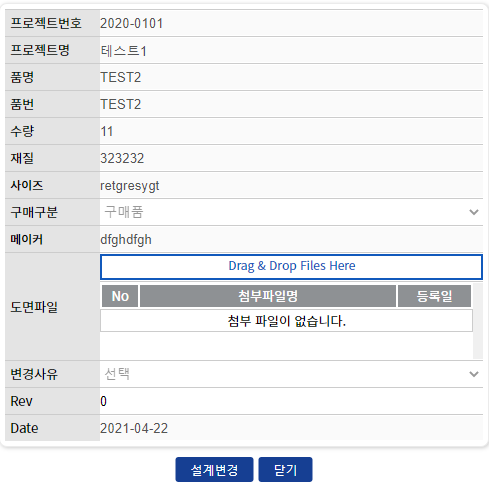 프로젝트번호 2020-0101
프로젝트명 테스트1
품명 TEST2
품번 TEST2
수량 11
재질 323232
사이즈 retgresygt
구매구분 구매품
메이커 dfghdfgh
도면파일
Drag & Drop Files Here
No 첨부파일명 등록일
첨부 파일이 없습니다.
변경사유 선택
Rev 0
Date 2021-04-22
설계변경 닫기